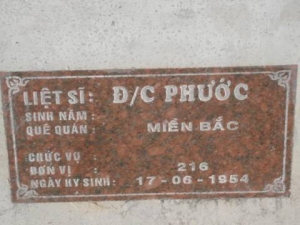 LIỆT SĨ: Đ/C PHƯỚC
SINH NĂM:
QUÊ QUÁN: MIỀN BẮC
CHỨC VỤ :
ĐƠN VỊ : 216
NGÀY HY SINH: 17-06-1954